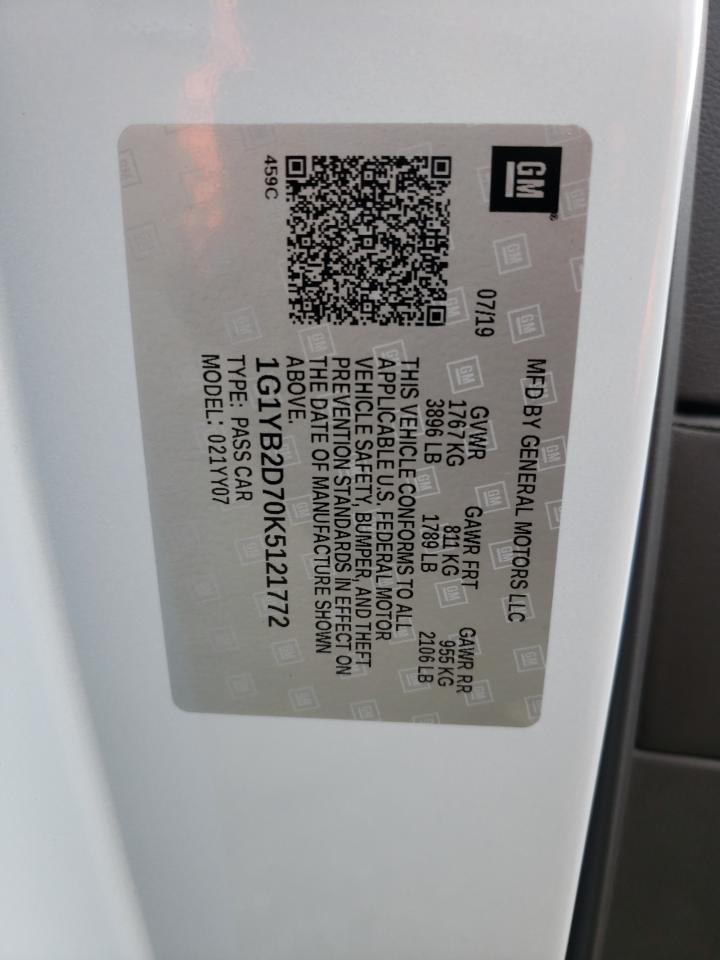 GM
MFD BY GENERAL MOTORS LLC
07/19
GVWR GAWR FRT GAWR RR
1767 KG 811 KG 955 KG
3896 LB 1789 LB 2106 LB
THIS VEHICLE CONFORMS TO ALL
APPLICABLE U.S. FEDERAL MOTOR
VEHICLE SAFETY, BUMPER, AND THEFT
PREVENTION STANDARDS IN EFFECT ON
THE DATE OF MANUFACTURE SHOWN
ABOVE.
1G1YB2D70K5121772
TYPE: PASS CAR
MODEL: 021YY07
459C